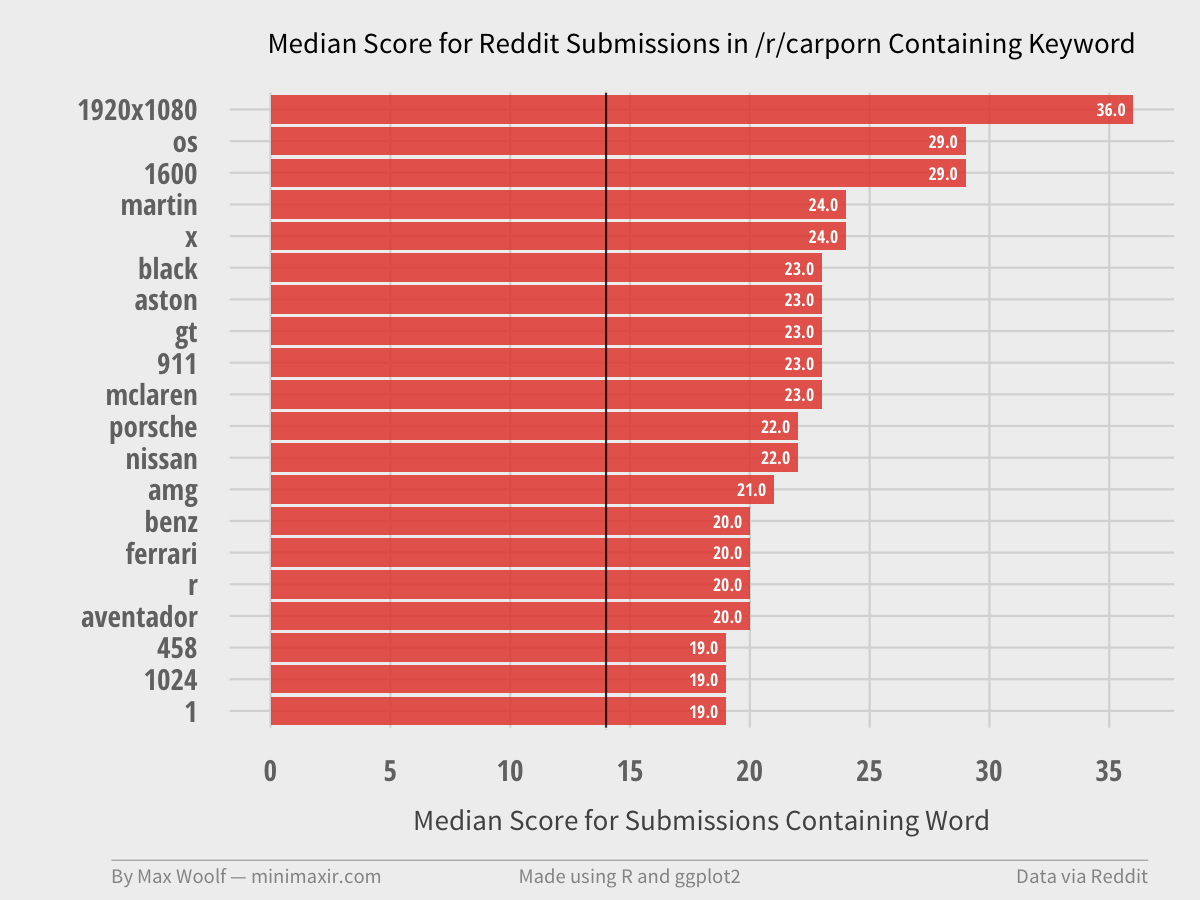 Median Score for Reddit Submissions in /r/carporn Containing Keyword
1920x1080 36.0
os 29.0
1600 29.0
martin 24.0
x 24.0
black 23.0
aston 23.0
gt 23.0
911 23.0
mclaren 23.0
porsche 22.0
nissan 22.0
amg 21.0
benz 20.0
ferrari 20.0
r 20.0
aventador 20.0
458 19.0
1024 19.0
1 19.0
0 5 10 15 20 25 30 35
Median Score for Submissions Containing Word
By Max Woolf — minimaxir.com Made using R and ggplot2 Data via Reddit